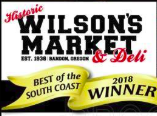 Historic
WILSON'S
MARKET
& Deli
EST. 1938 BANDON, OREGON
BEST of the
SOUTH COAST
2018
WINNER